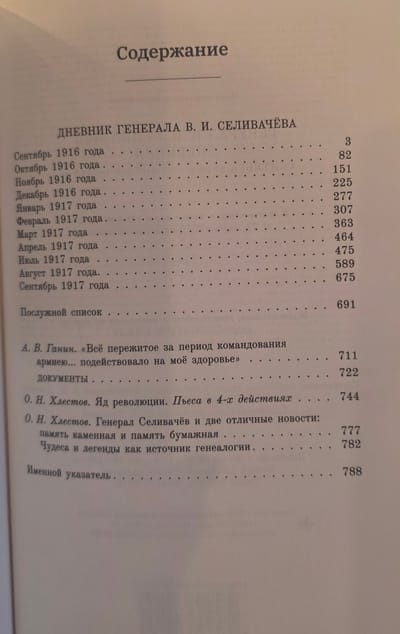 Содержание
ДНЕВНИК ГЕНЕРАЛА В. И. СЕЛИВАЧЁВА
Сентябрь 1916 года . . . . . . . . . . . . . . . . . . . . 3
Октябрь 1916 года . . . . . . . . . . . . . . . . . . . . 82
Ноябрь 1916 года . . . . . . . . . . . . . . . . . . . . 151
Декабрь 1916 года . . . . . . . . . . . . . . . . . . . . 225
Январь 1917 года . . . . . . . . . . . . . . . . . . . . 277
Февраль 1917 года . . . . . . . . . . . . . . . . . . . . 307
Март 1917 года . . . . . . . . . . . . . . . . . . . . 363
Апрель 1917 года . . . . . . . . . . . . . . . . . . . . 464
Июль 1917 года . . . . . . . . . . . . . . . . . . . . 475
Август 1917 года. . . . . . . . . . . . . . . . . . . . 589
Сентябрь 1917 года . . . . . . . . . . . . . . . . . . . . 675
Послужной список . . . . . . . . . . . . . . . . . . . . 691
А. В. Ганин. «Всё пережитое за период командования
армиею... подействовало на моё здоровье» . . . . . . . . 711
ДОКУМЕНТЫ . . . . . . . . . . . . . . . . . . . . 722
О. Н. Хлестов. Яд революции. Пьеса в 4-х действиях . . . . 744
О. Н. Хлестов. Генерал Селивачёв и две отличные новости:
память каменная и память бумажная . . . . . . . . . . 777
Чудеса и легенды как источник генеалогии . . . . . . . 782
Именной указатель . . . . . . . . . . . . . . . . . . . . 788